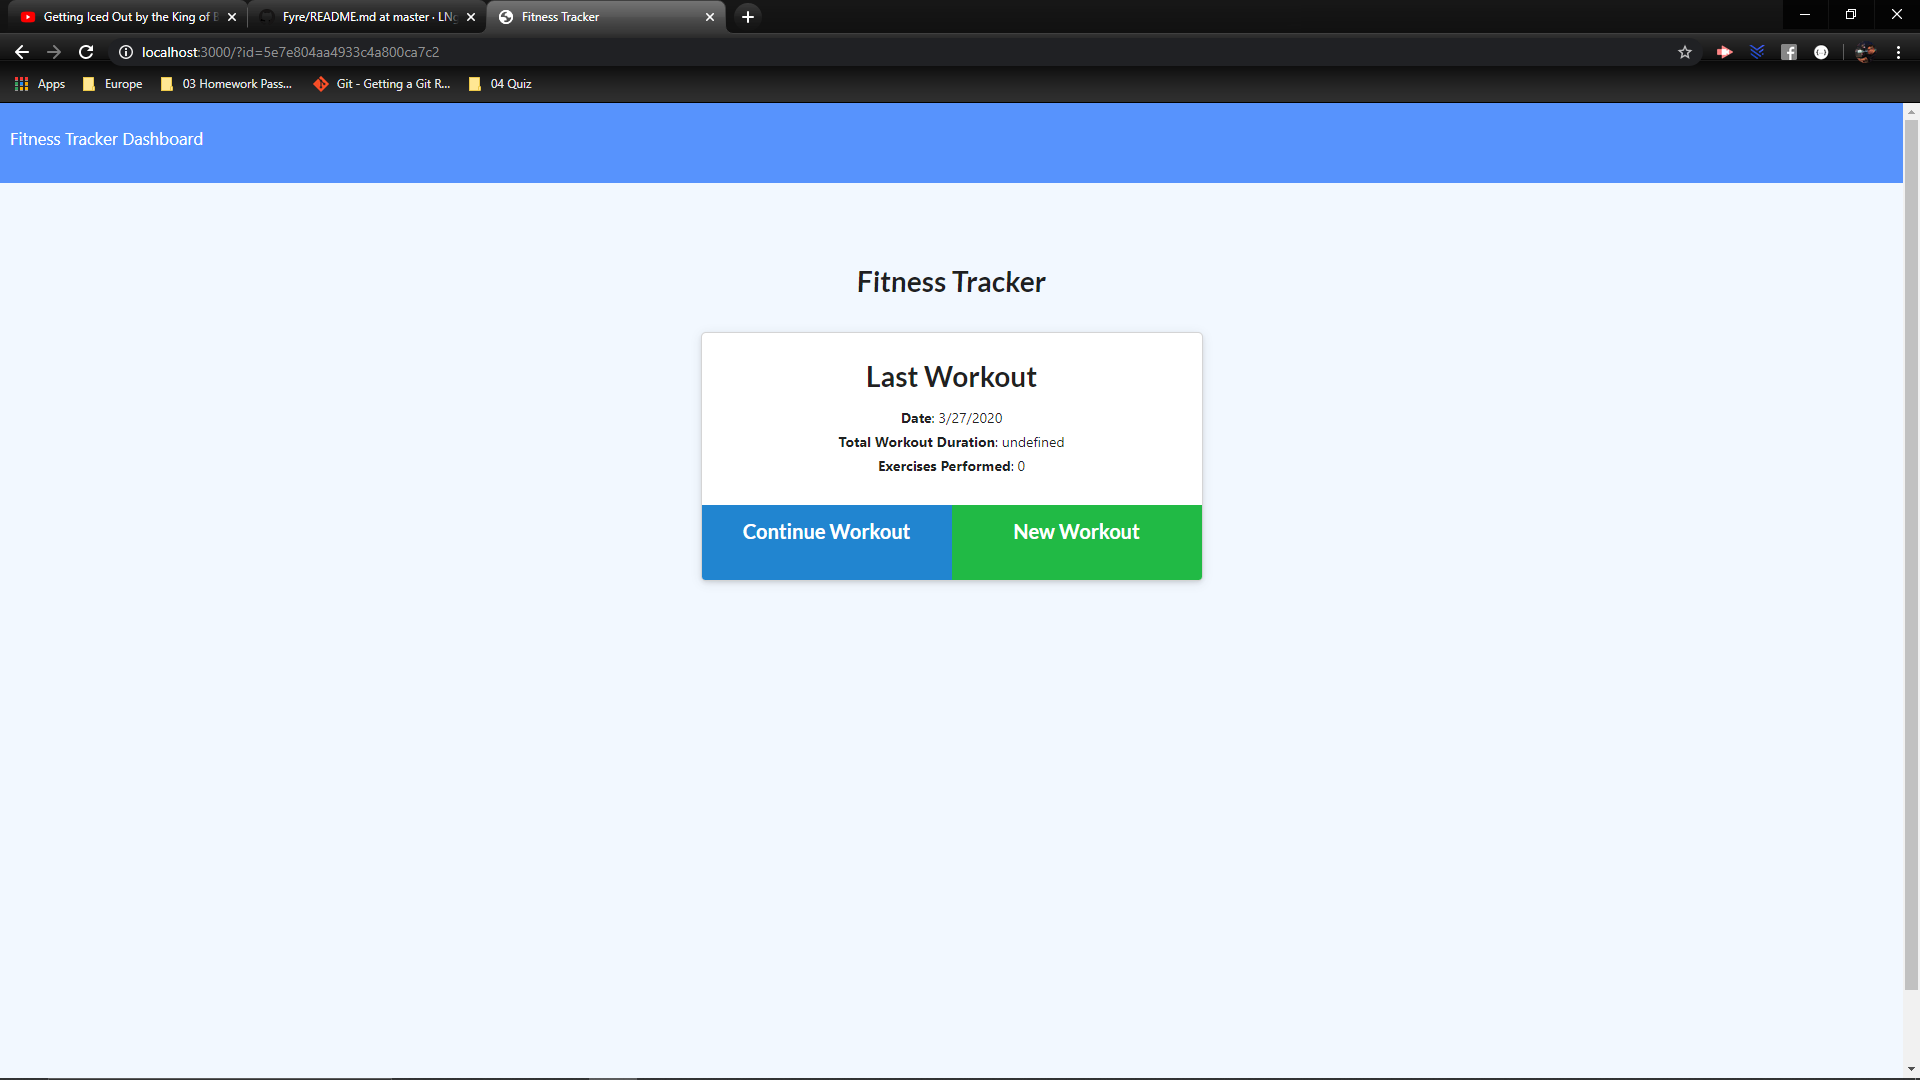 Getting Iced Out by the King of
Fyre/README.md at master · LNg
Fitness Tracker
localhost:3000/?id=5e7e804aa4933c4a800ca7c2
Apps
Europe
03 Homework Pass...
Git - Getting a Git R...
04 Quiz
Fitness Tracker Dashboard
Fitness Tracker
Last Workout
Date: 3/27/2020
Total Workout Duration: undefined
Exercises Performed: 0
Continue Workout
New Workout